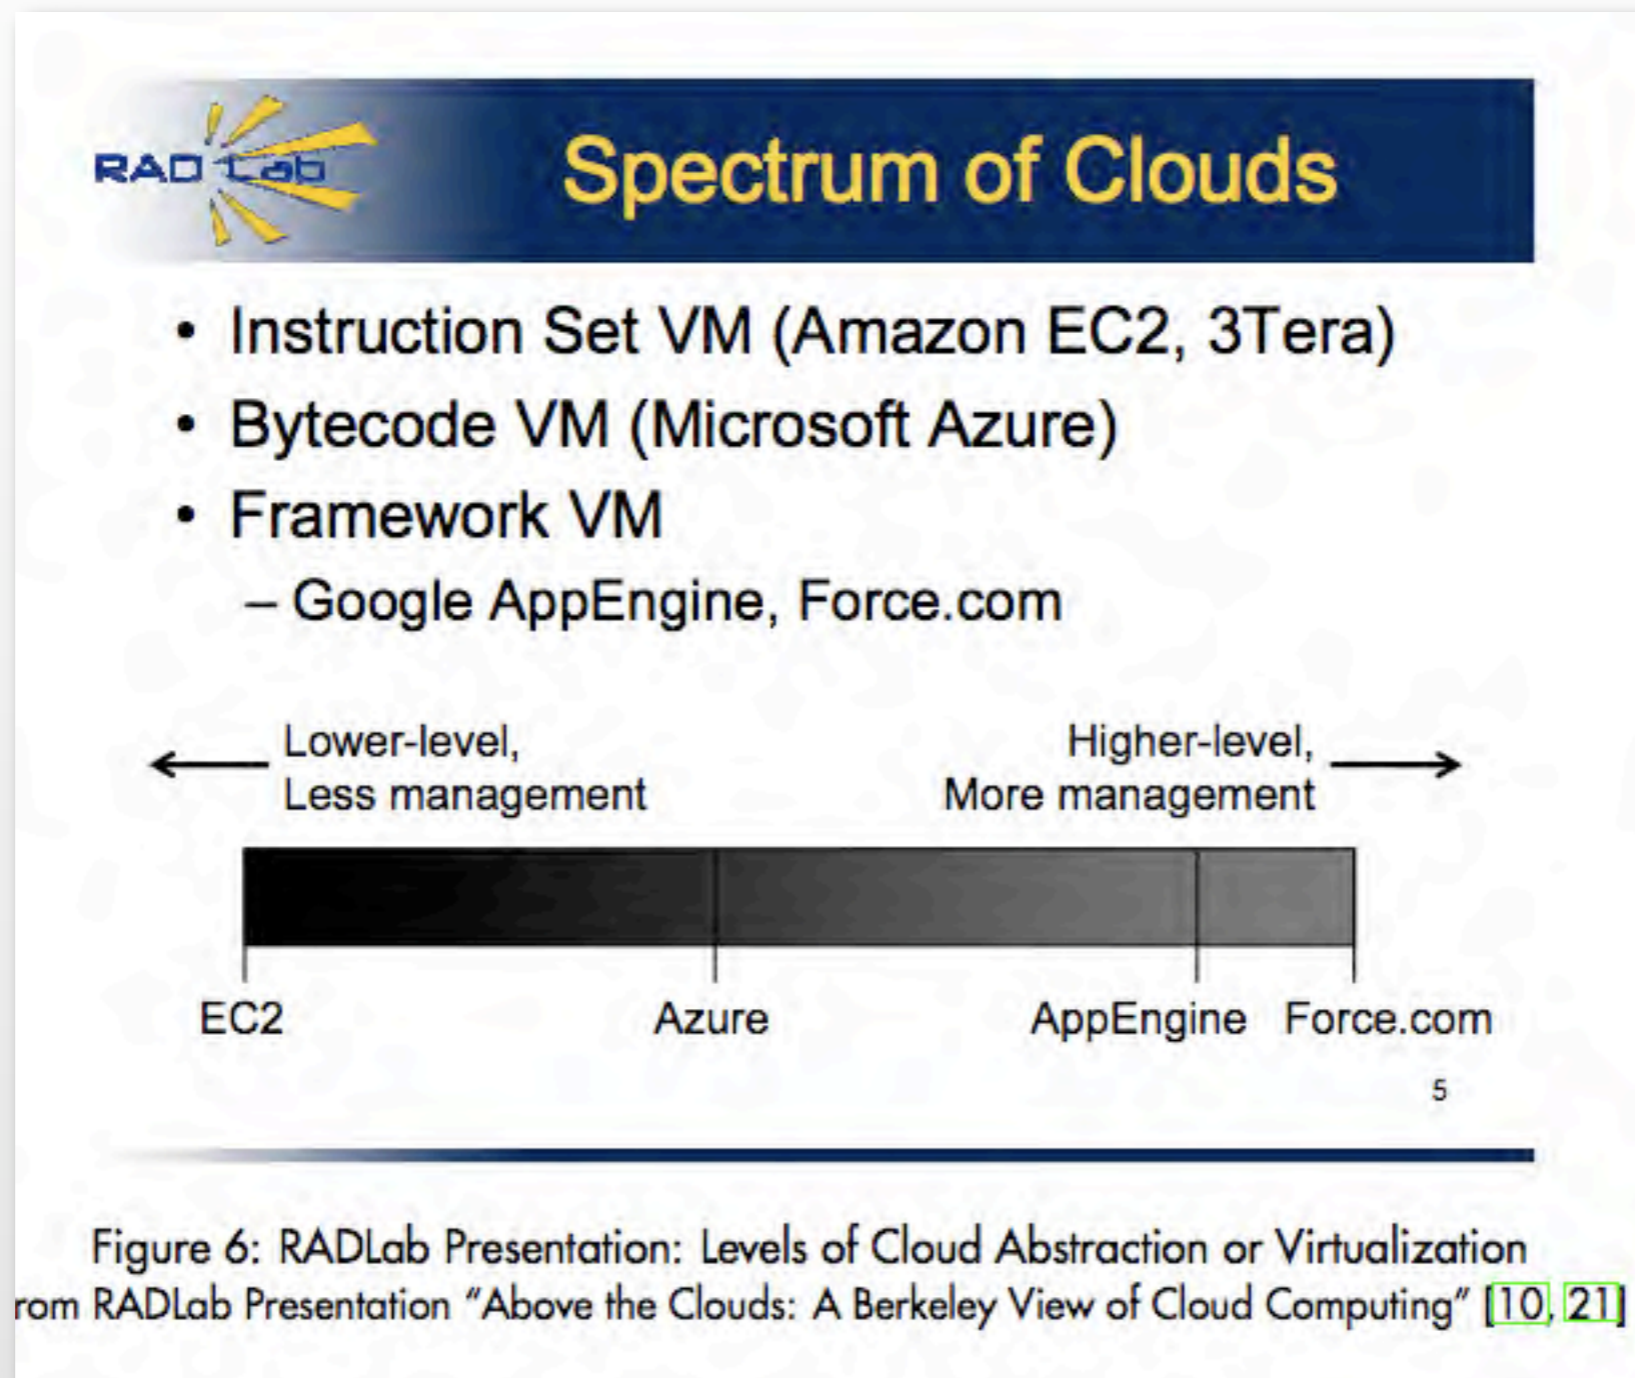 RAD Lab
Spectrum of Clouds
• Instruction Set VM (Amazon EC2, 3Tera)
• Bytecode VM (Microsoft Azure)
• Framework VM
– Google AppEngine, Force.com
Lower-level,
Less management
Higher-level,
More management
EC2 Azure AppEngine Force.com
5
Figure 6: RADLab Presentation: Levels of Cloud Abstraction or Virtualization
rom RADLab Presentation “Above the Clouds: A Berkeley View of Cloud Computing” [10, 21]